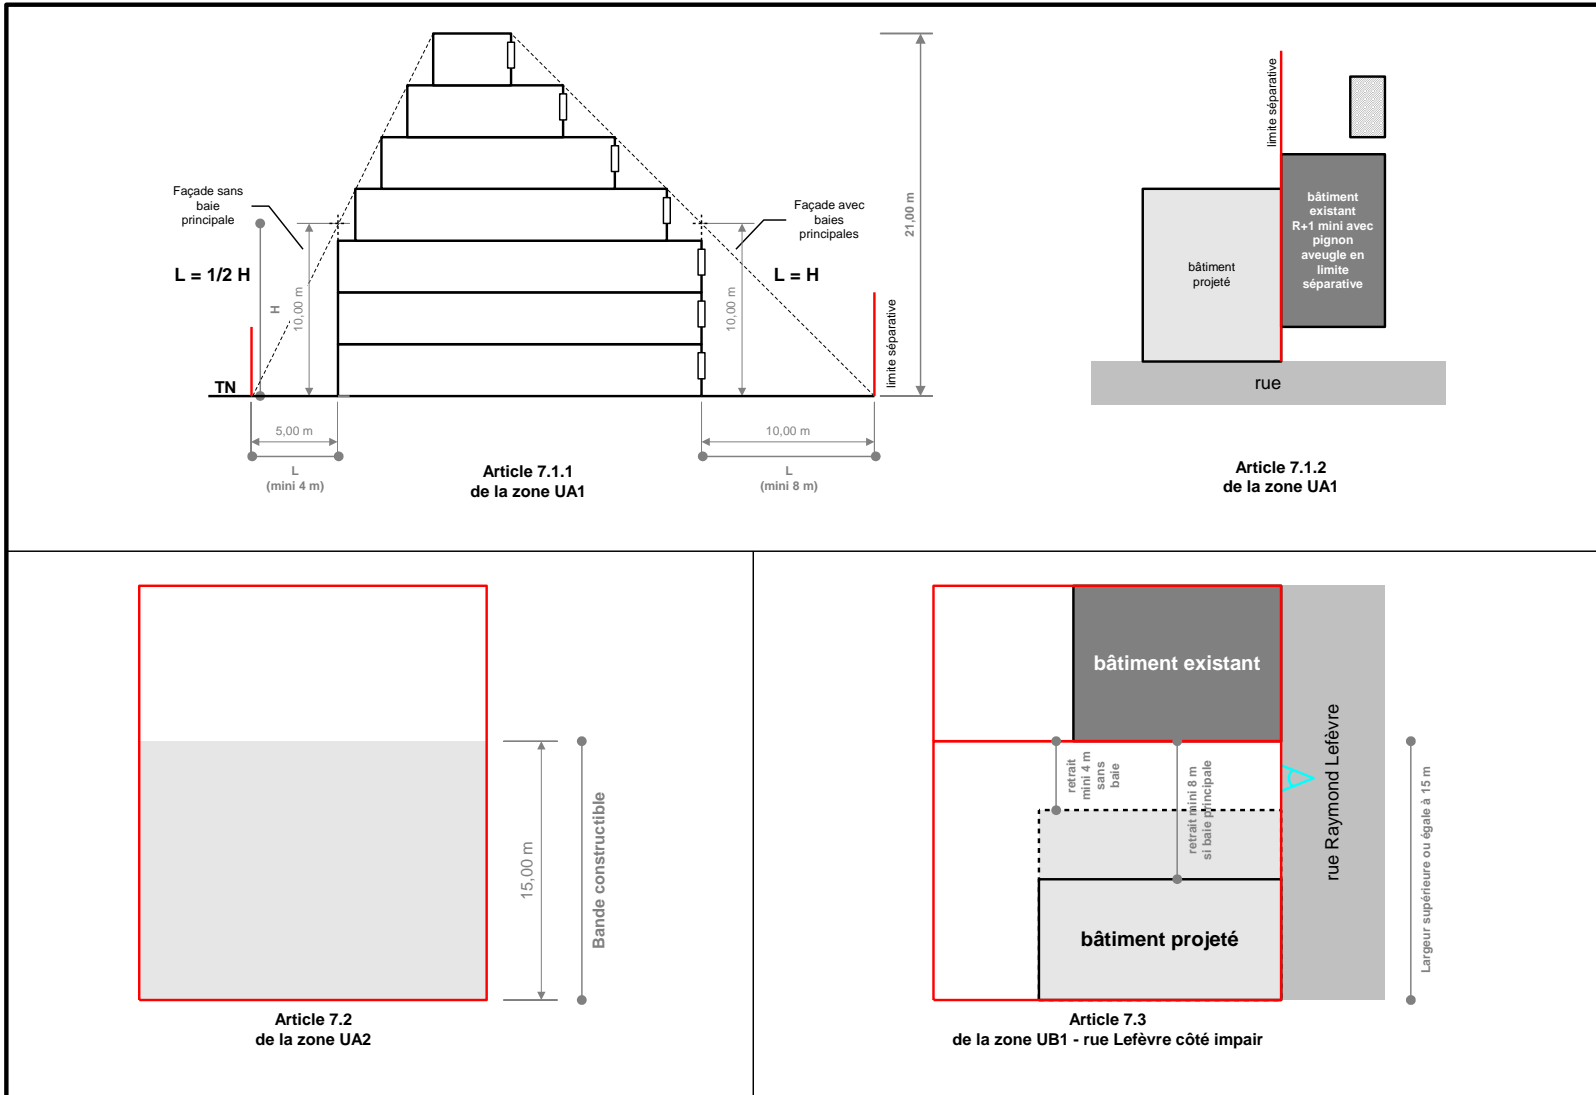 Façade sans
baie
principale
L = 1/2 H
H
10,00 m
TN
5,00 m
L
(mini 4 m)
Façade avec
baies
principales
L = H
10,00 m
limite séparative
21,00 m
10,00 m
L
(mini 8 m)
Article 7.1.1
de la zone UA1
limite séparative
bâtiment
existant
R+1 mini avec
pignon
aveugle en
limite
séparative
bâtiment
projeté
rue
Article 7.1.2
de la zone UA1
15,00 m
Bande constructible
Article 7.2
de la zone UA2
bâtiment existant
retrait
mini 4 m
sans
baie
retrait mini 8 m
si baie principale
bâtiment projeté
rue Raymond Lefèvre
Largeur supérieure ou égale à 15 m
Article 7.3
de la zone UB1 - rue Lefèvre côté impair